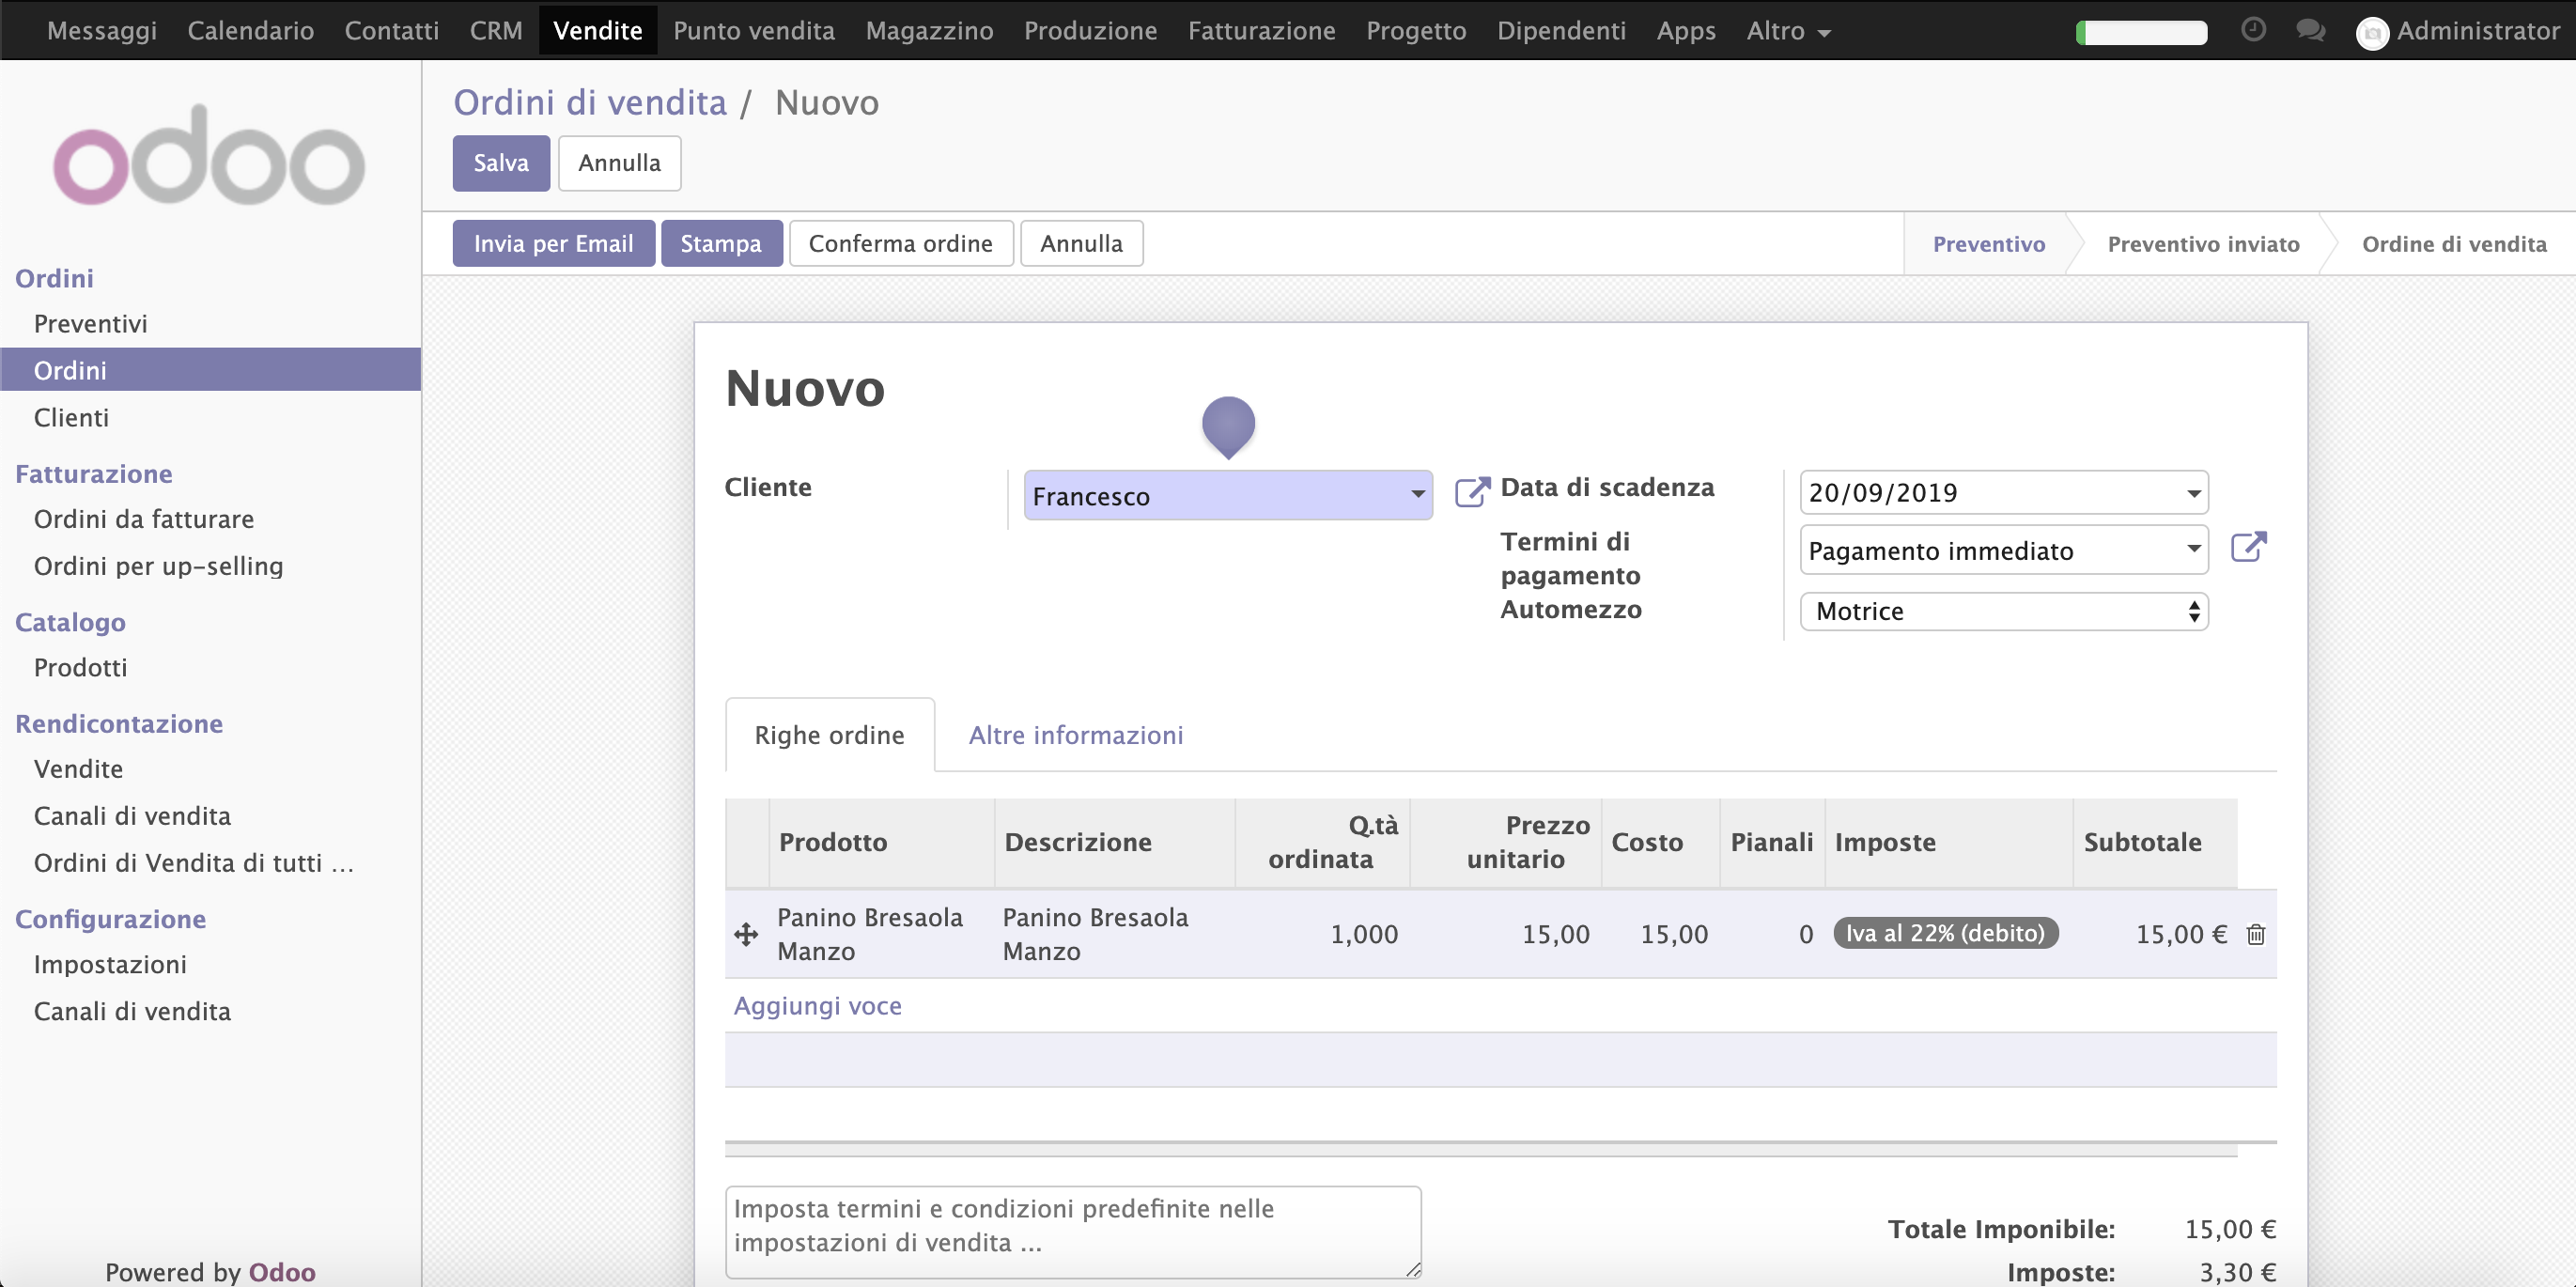 Messaggi Calendario Contatti CRM Vendite Punto vendita Magazzino Produzione Fatturazione Progetto Dipendenti Apps Altro Administrator
odoo
Ordini
Preventivi
Ordini
Clienti
Fatturazione
Ordini da fatturare
Ordini per up-selling
Catalogo
Prodotti
Rendicontazione
Vendite
Canali di vendita
Ordini di Vendita di tutti ...
Configurazione
Impostazioni
Canali di vendita
Powered by Odoo
Ordini di vendita / Nuovo
Salva Annulla
Invia per Email Stampa Conferma ordine Annulla
Preventivo Preventivo inviato Ordine di vendita
Nuovo
Cliente Francesco
Data di scadenza 20/09/2019
Termini di
pagamento
Pagamento immediato
Automezzo Motrice
Righe ordine Altre informazioni
Prodotto Descrizione Q.tà
ordinata
Prezzo
unitario
Costo Pianali Imposte Subtotale
Panino Bresaola
Manzo
Panino Bresaola
Manzo
1,000 15,00 15,00 0 Iva al 22% (debito) 15,00 €
Aggiungi voce
Imposta termini e condizioni predefinite nelle
impostazioni di vendita ...
Totale Imponibile: 15,00 €
Imposte: 3,30 €